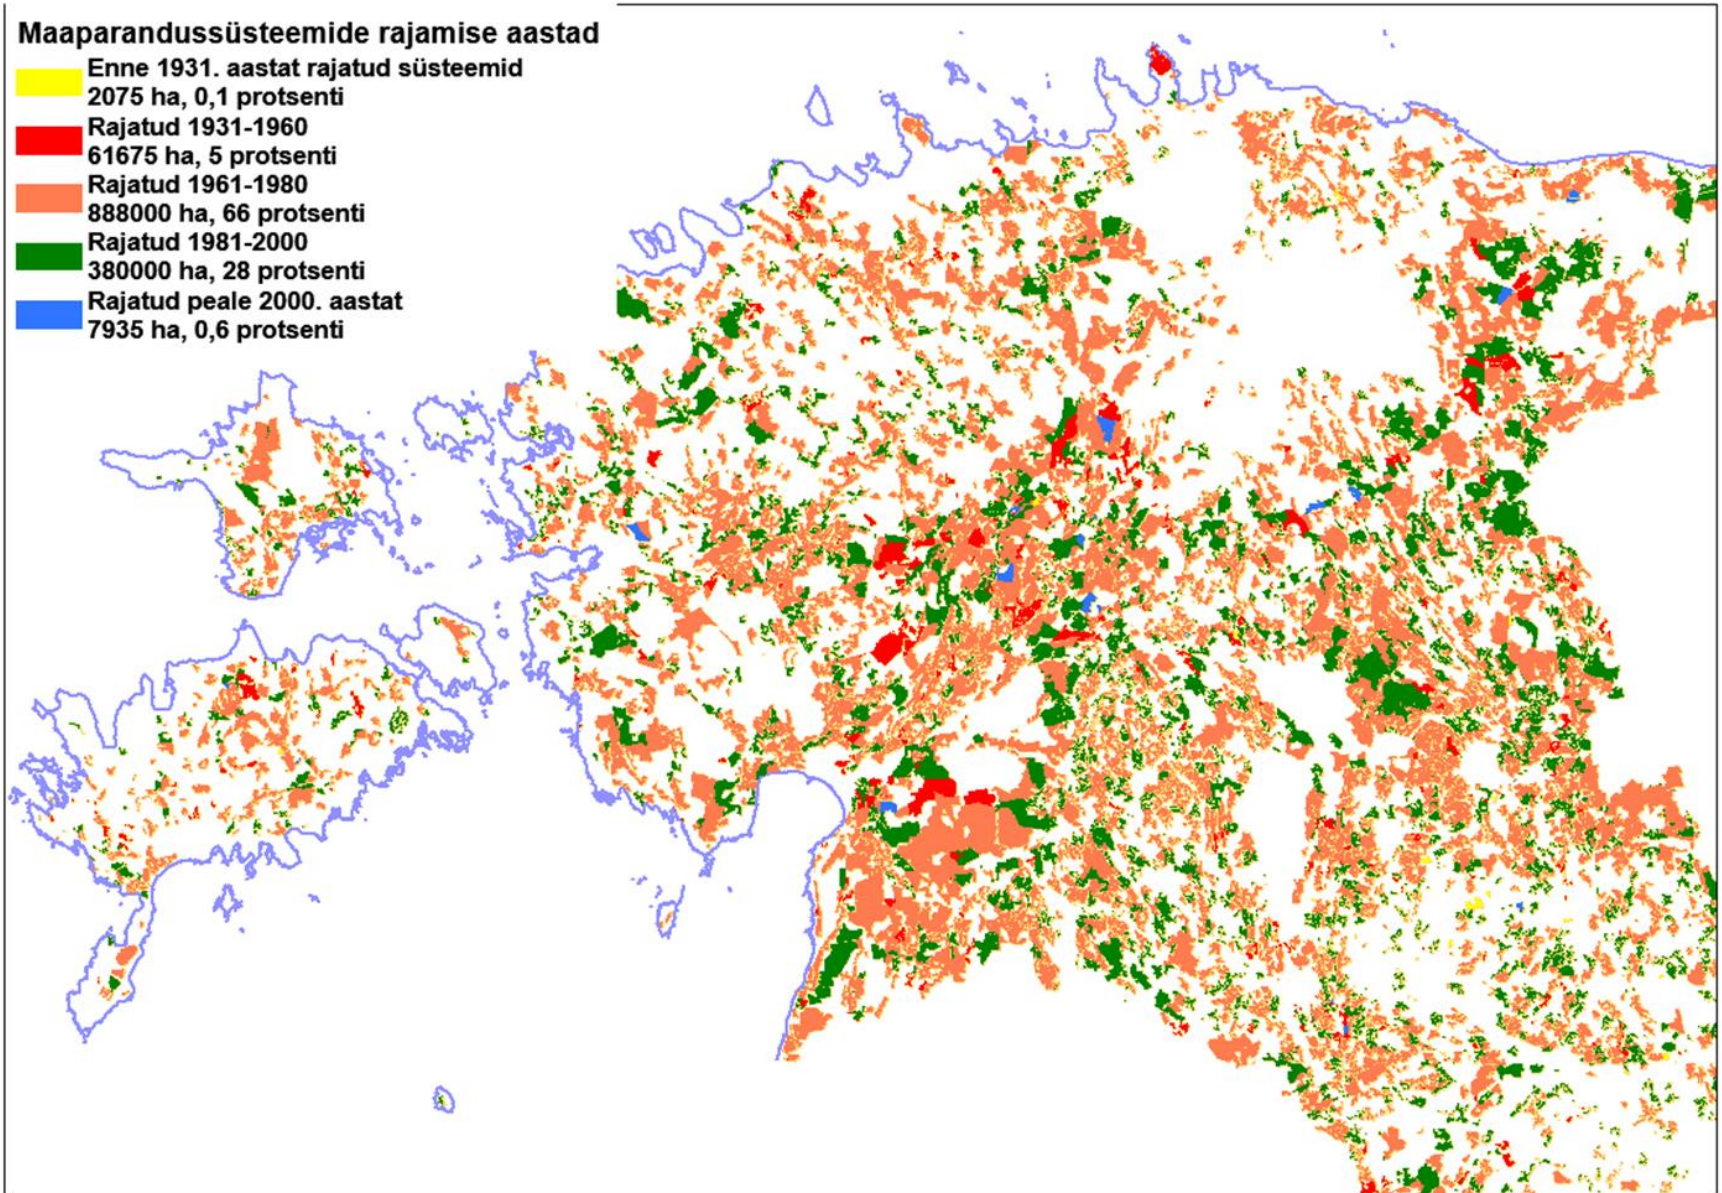 Maaparandussüsteemide rajamise aastad
Enne 1931. aastat rajatud süsteemid
2075 ha, 0,1 protsenti
Rajatud 1931-1960
61675 ha, 5 protsenti
Rajatud 1961-1980
888000 ha, 66 protsenti
Rajatud 1981-2000
380000 ha, 28 protsenti
Rajatud peale 2000. aastat
7935 ha, 0,6 protsenti